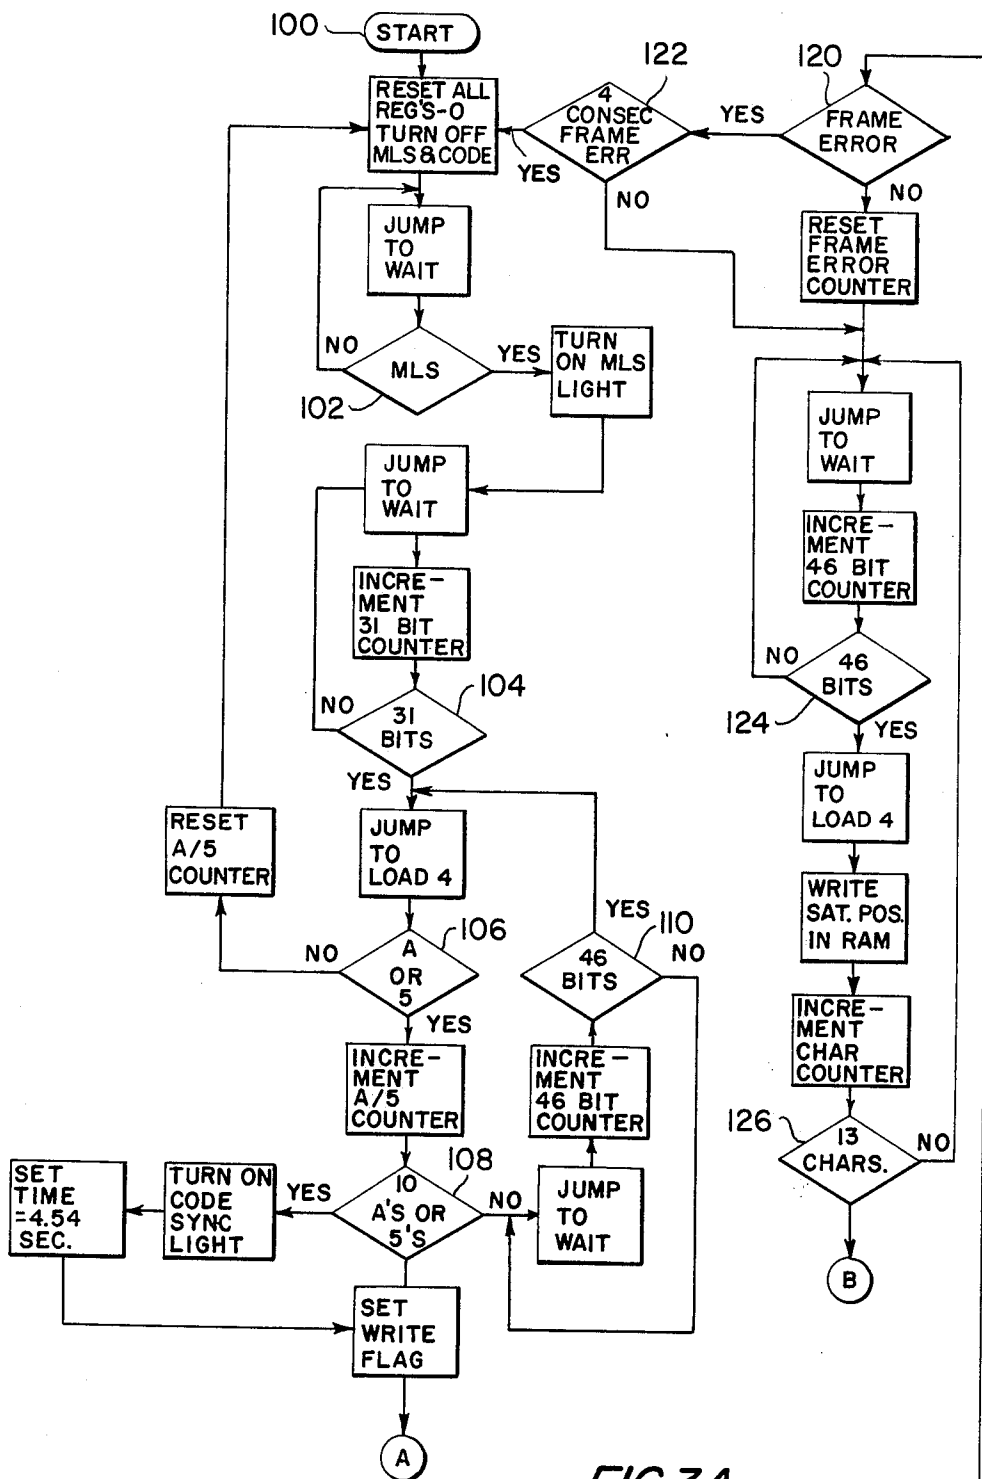 100
START
RESET ALL
REG'S-O
TURN OFF
MLS & CODE
JUMP
TO
WAIT
NO
MLS
YES
102
TURN
ON MLS
LIGHT
JUMP
TO
WAIT
INCRE-
MENT
31 BIT
COUNTER
NO
31
BITS
104
YES
RESET
A/5
COUNTER
JUMP
TO
LOAD 4
NO
A
OR
5
106
YES
YES
110
46
BITS
NO
INCRE-
MENT
A/5
COUNTER
INCRE-
MENT
46 BIT
COUNTER
SET
TIME
=4.54
SEC.
TURN ON
CODE
SYNC
LIGHT
YES
10
A'S OR
5'S
108
NO
JUMP
TO
WAIT
SET
WRITE
FLAG
A
122
4
CONSEC
FRAME
ERR
YES
NO
120
YES
FRAME
ERROR
NO
RESET
FRAME
ERROR
COUNTER
JUMP
TO
WAIT
INCRE-
MENT
46 BIT
COUNTER
NO
46
BITS
124
YES
JUMP
TO
LOAD 4
WRITE
SAT. POS.
IN RAM
INCRE-
MENT
CHAR
COUNTER
126
13
CHARS.
NO
B